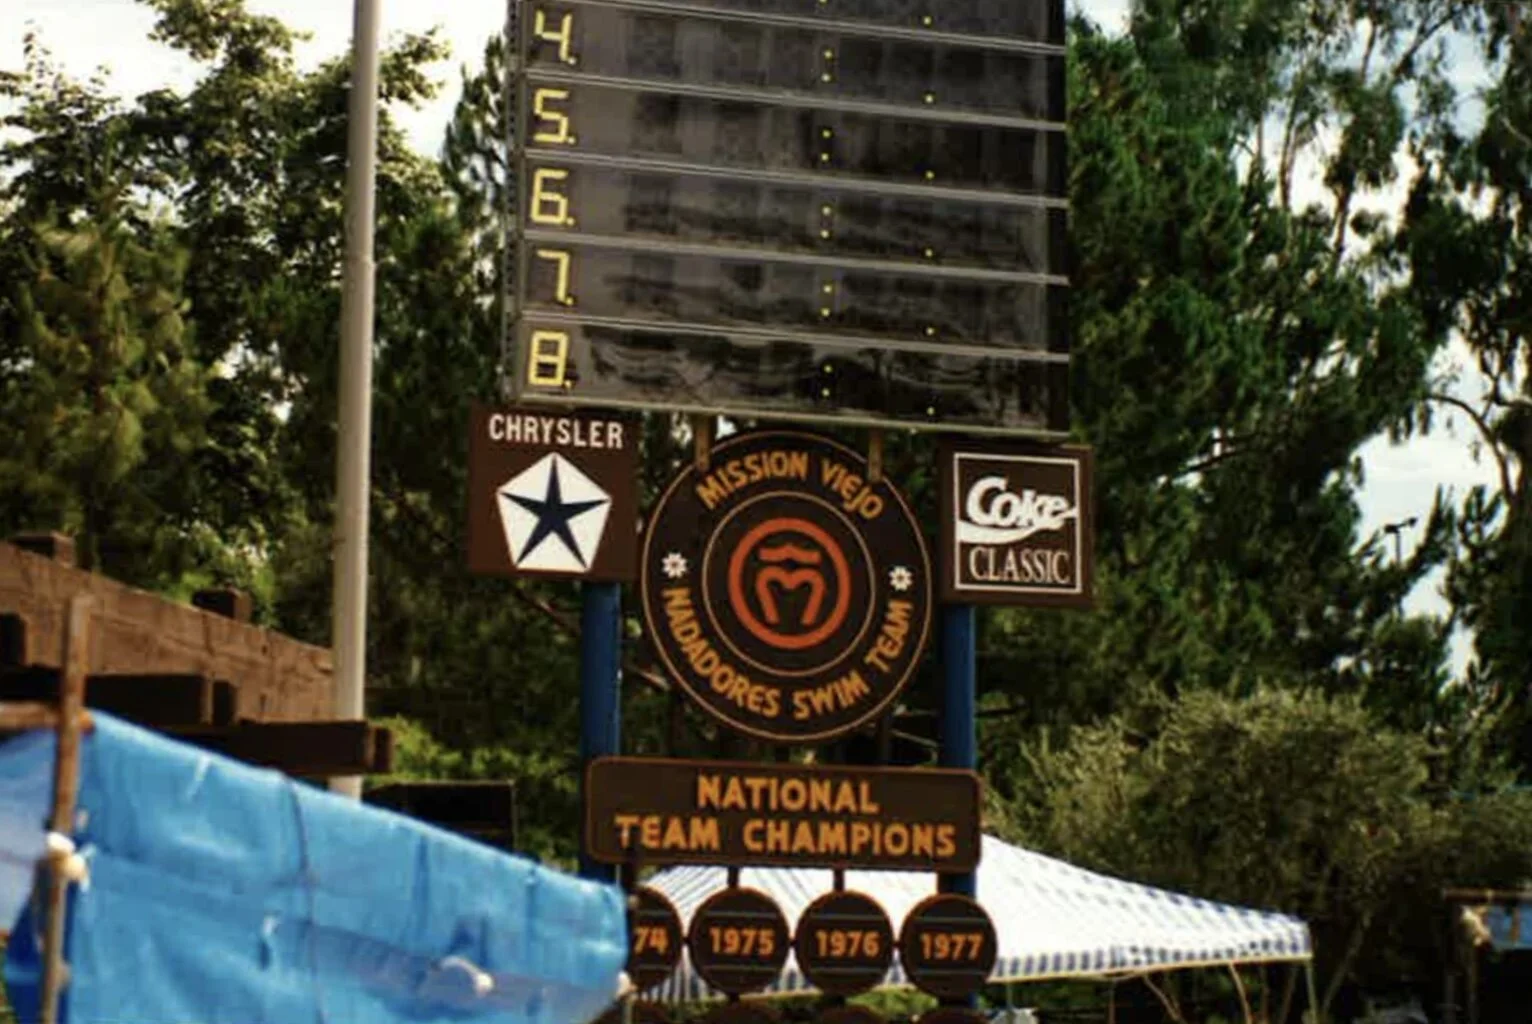 4.
5.
6.
7.
8.
CHRYSLER
MISSION VIEJO
NADADORES SWIM TEAM
Coke
CLASSIC
NATIONAL
TEAM CHAMPIONS
74 1975 1976 1977